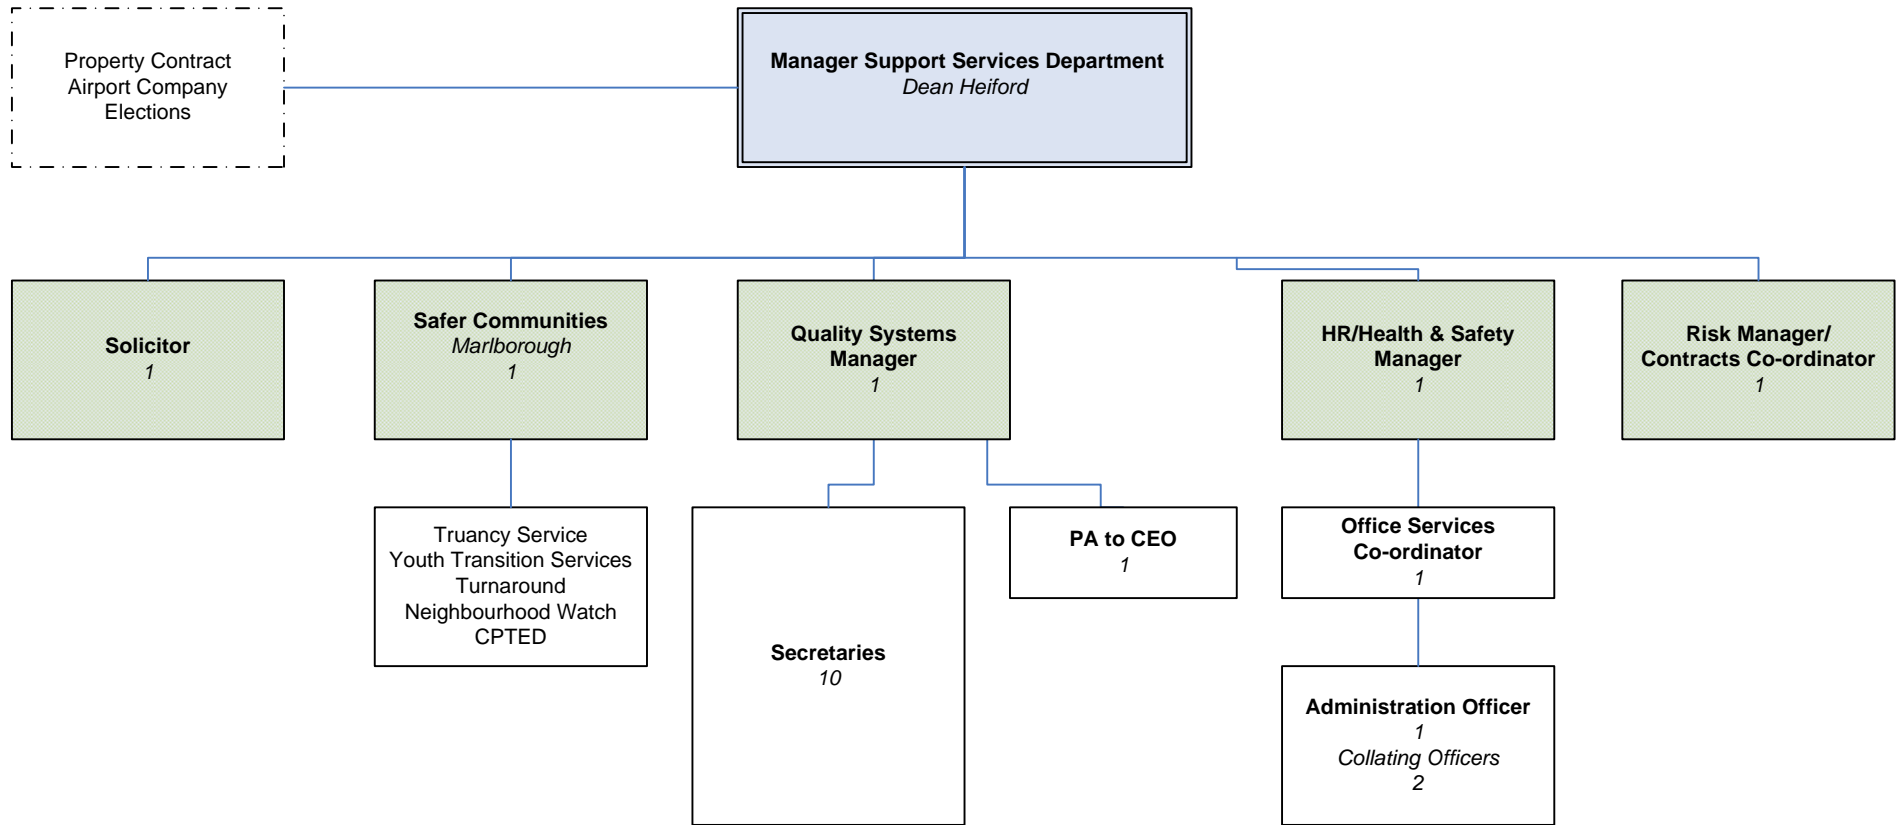 Property Contract
Airport Company
Elections
Manager Support Services Department
Dean Heiford
Solicitor
1
Safer Communities
Marlborough
1
Quality Systems
Manager
1
HR/Health & Safety
Manager
1
Risk Manager/
Contracts Co-ordinator
1
Truancy Service
Youth Transition Services
Turnaround
Neighbourhood Watch
CPTED
Secretaries
10
PA to CEO
1
Office Services
Co-ordinator
1
Administration Officer
1
Collating Officers
2